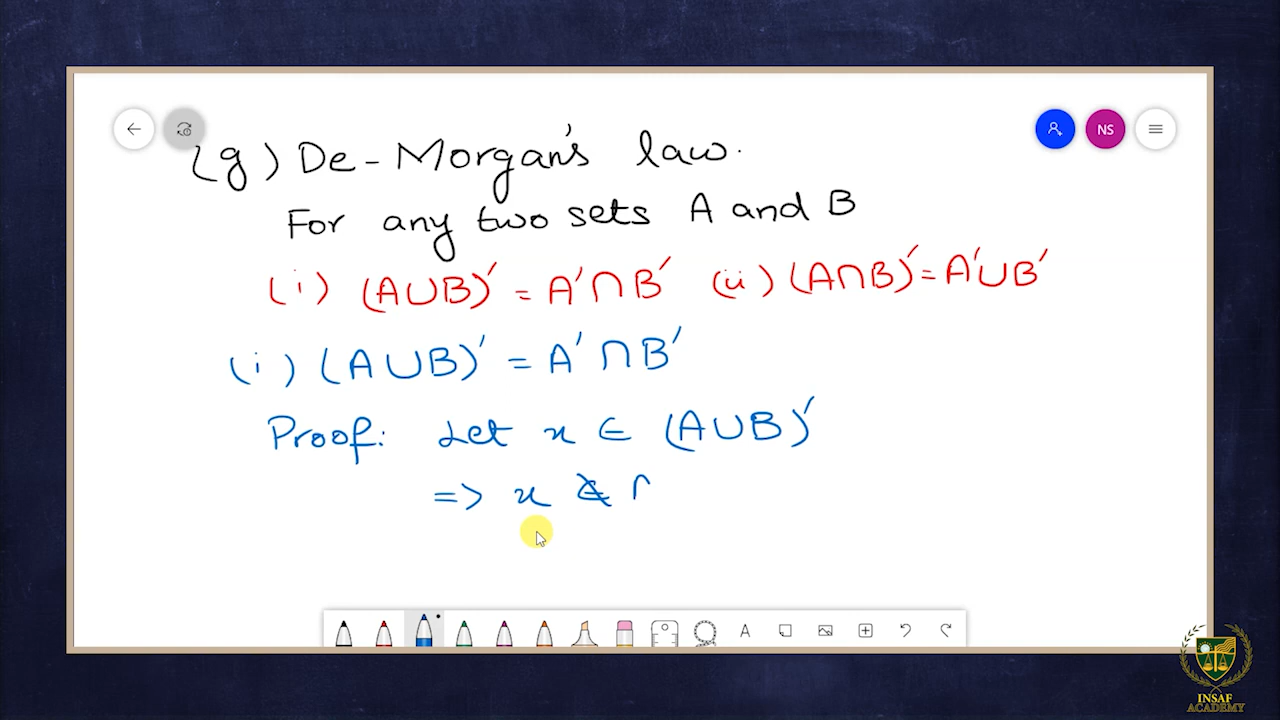 NS
(g) De-Morgan's law.
For any two sets A and B
(i) (A∪B)′ = A′∩B′ (ii) (A∩B)′ = A′∪B′
(i) (A∪B)′ = A′∩B′
Proof: Let x ∈ (A∪B)′
=> x ∉
A
INSAF
ACADEMY